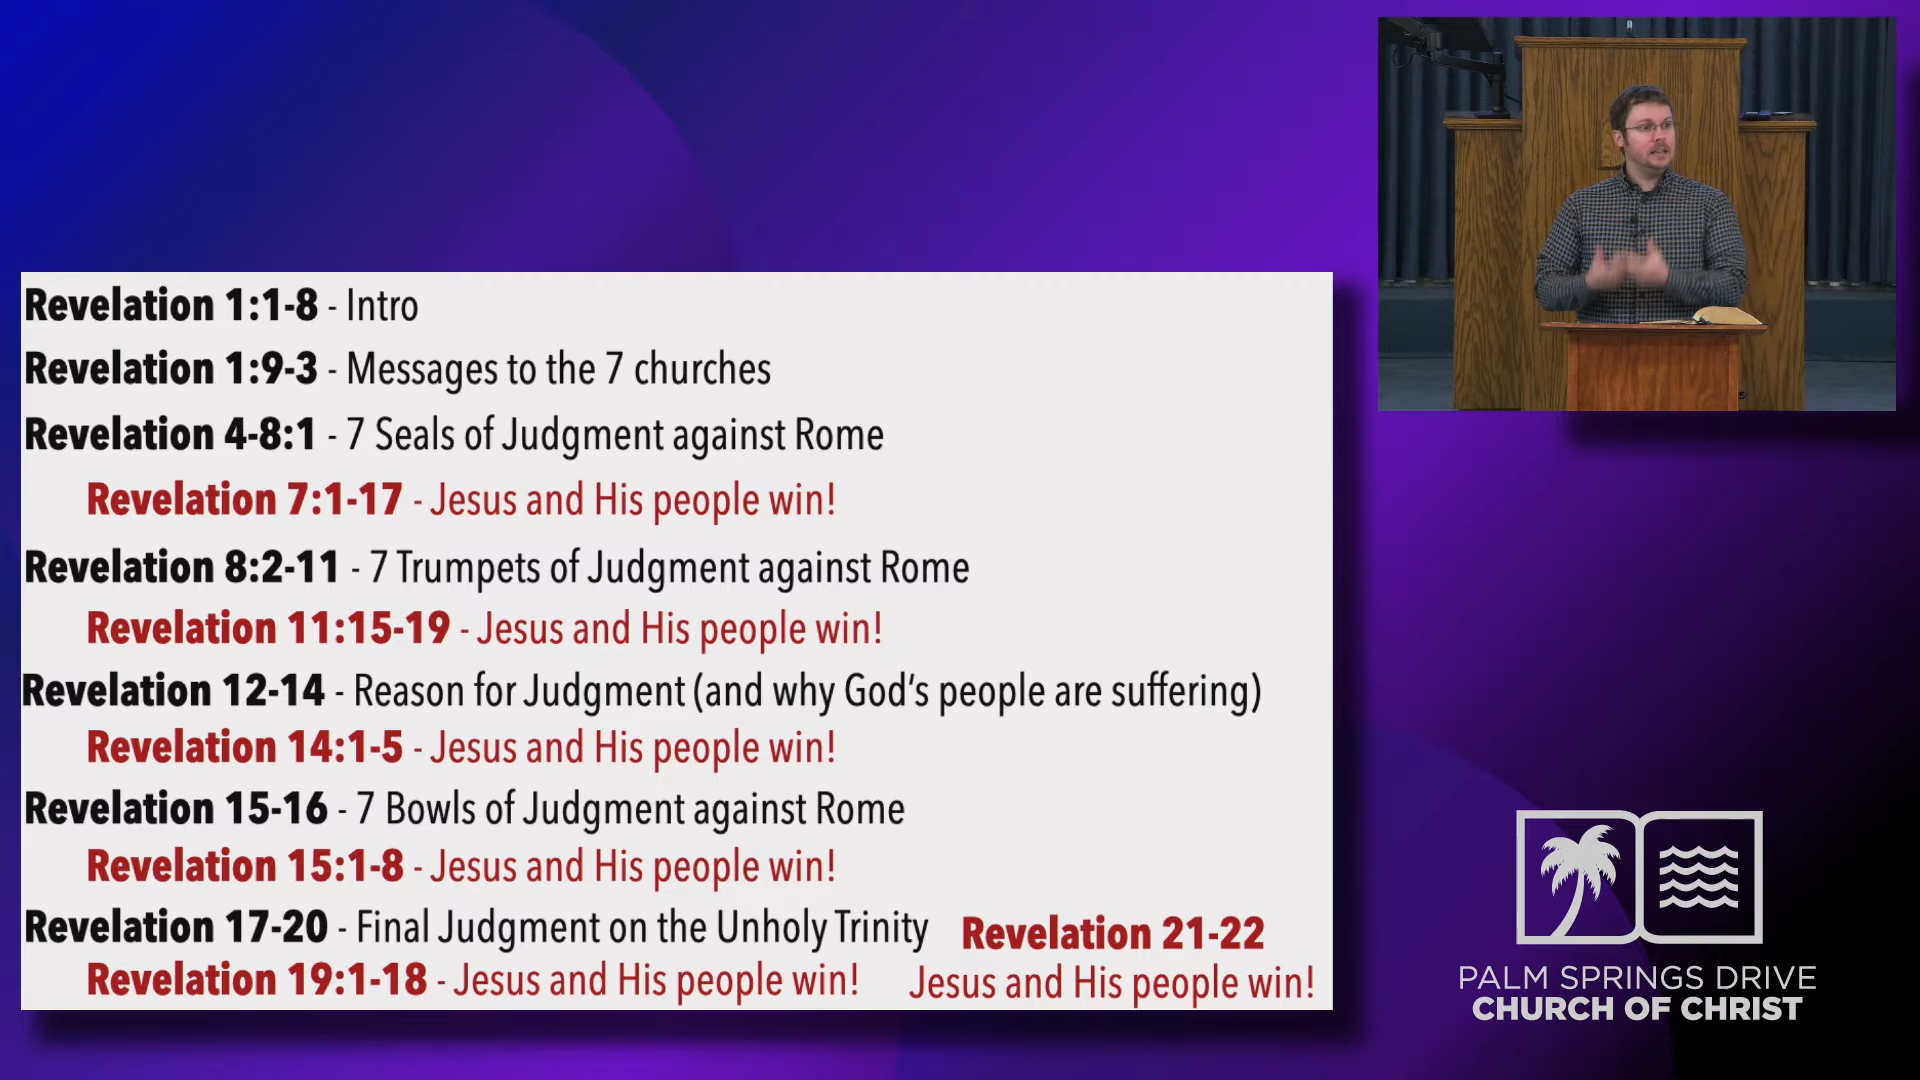 Revelation 1:1-8 - Intro
Revelation 1:9-3 - Messages to the 7 churches
Revelation 4-8:1 - 7 Seals of Judgment against Rome
Revelation 7:1-17 - Jesus and His people win!
Revelation 8:2-11 - 7 Trumpets of Judgment against Rome
Revelation 11:15-19 - Jesus and His people win!
Revelation 12-14 - Reason for Judgment (and why God's people are suffering)
Revelation 14:1-5 - Jesus and His people win!
Revelation 15-16 - 7 Bowls of Judgment against Rome
Revelation 15:1-8 - Jesus and His people win!
Revelation 17-20 - Final Judgment on the Unholy Trinity
Revelation 19:1-18 - Jesus and His people win!
Revelation 21-22
Jesus and His people win!
PALM SPRINGS DRIVE
CHURCH OF CHRIST